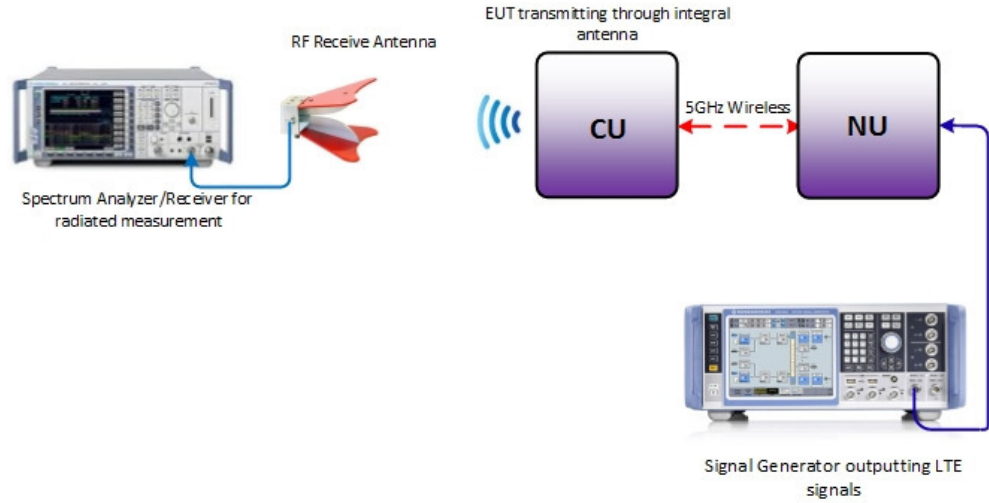 EUT transmitting through integral
antenna
RF Receive Antenna
CU
5GHz Wireless
NU
Spectrum Analyzer/Receiver for
radiated measurement
Signal Generator outputting LTE
signals